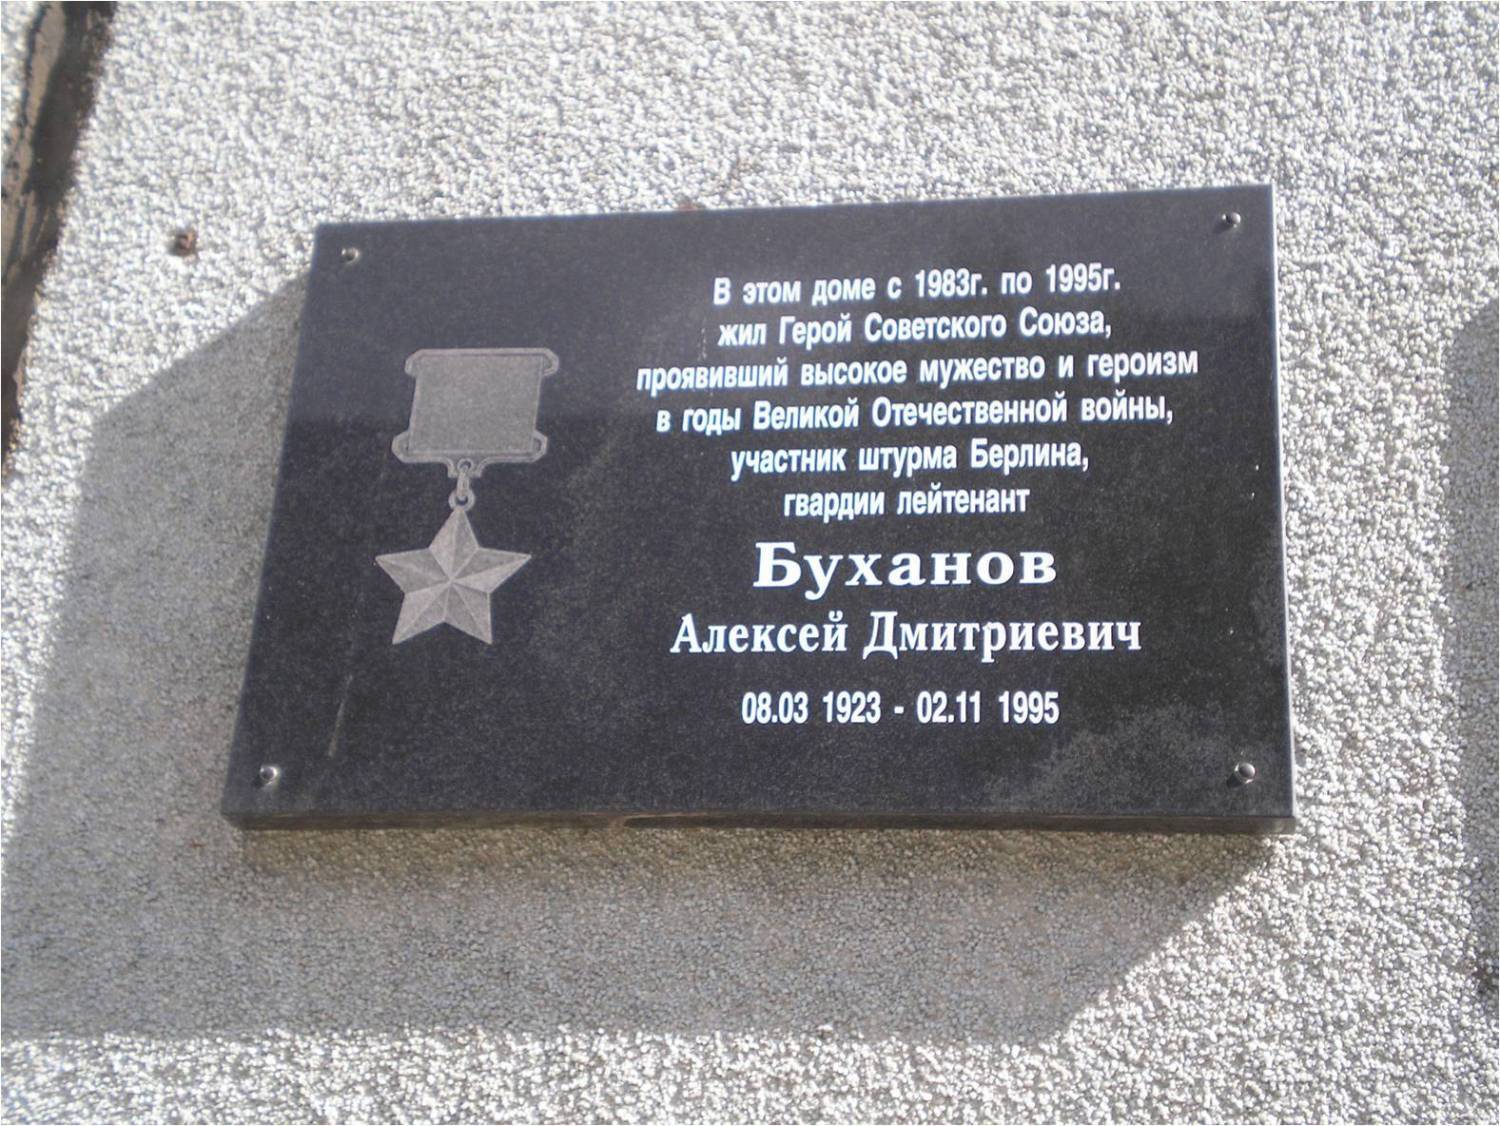 В этом доме с 1983г. по 1995г.
жил Герой Советского Союза,
проявивший высокое мужество и героизм
в годы Великой Отечественной войны,
участник штурма Берлина,
гвардии лейтенант
Буханов
Алексей Дмитриевич
08.03 1923 - 02.11 1995